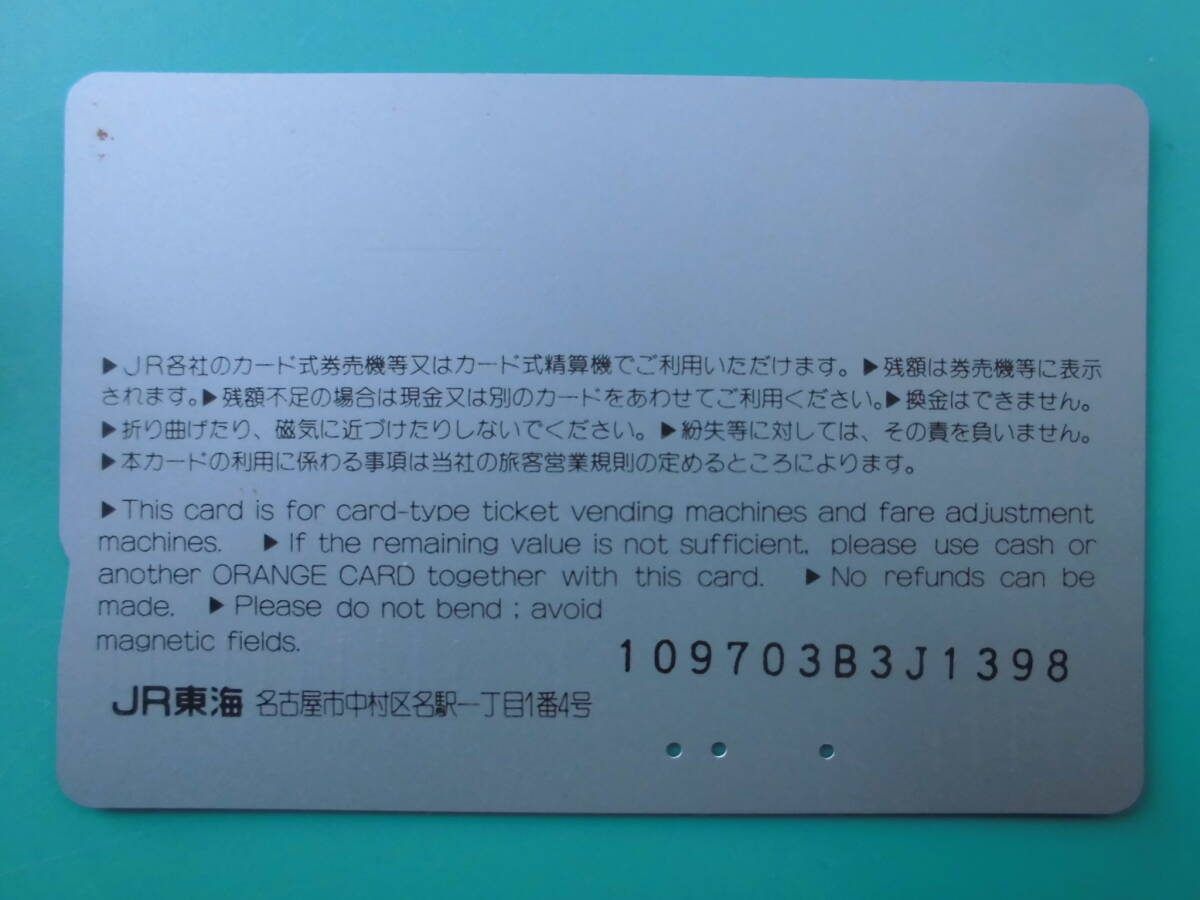 ▶JR各社のカード式券売機等又はカード式精算機でご利用いただけます。▶残額は券売機等に表示
されます。▶残額不足の場合は現金又は別のカードをあわせてご利用ください。▶換金はできません。
▶折り曲げたり、磁気に近づけたりしないでください。▶紛失等に対しては、その責を負いません。
▶本カードの利用に係わる事項は当社の旅客営業規則の定めるところによります。
▶This card is for card-type ticket vending machines and fare adjustment
machines. ▶If the remaining value is not sufficient, please use cash or
another ORANGE CARD together with this card. ▶No refunds can be
made. ▶Please do not bend; avoid
magnetic fields.
109703B3J1398
JR東海 名古屋市中村区名駅一丁目1番4号